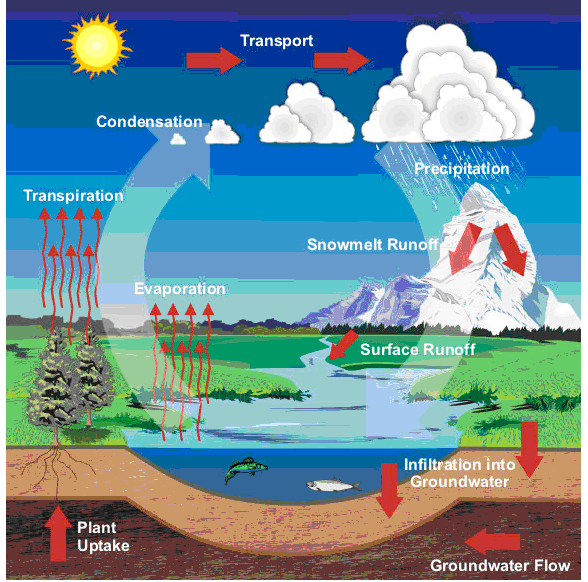 Transport
Condensation
Precipitation
Transpiration
Snowmelt Runoff
Evaporation
Surface Runoff
Infiltration into
Groundwater
Plant
Uptake
Groundwater Flow